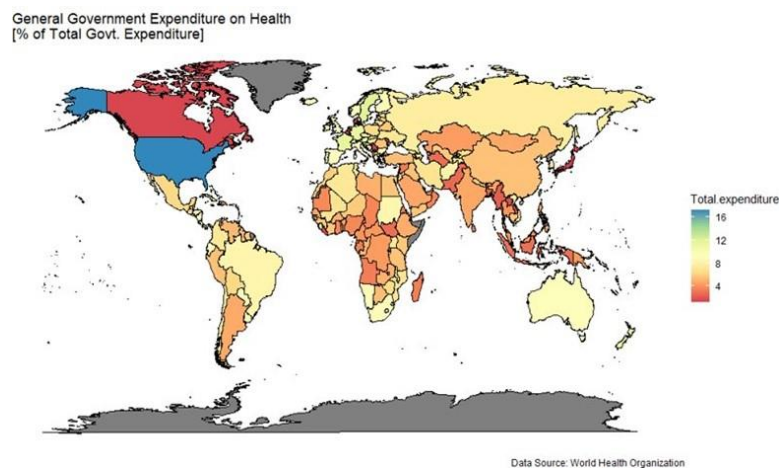 General Government Expenditure on Health
[% of Total Govt. Expenditure]
Total.expenditure
16
12
8
4
Data Source: World Health Organization